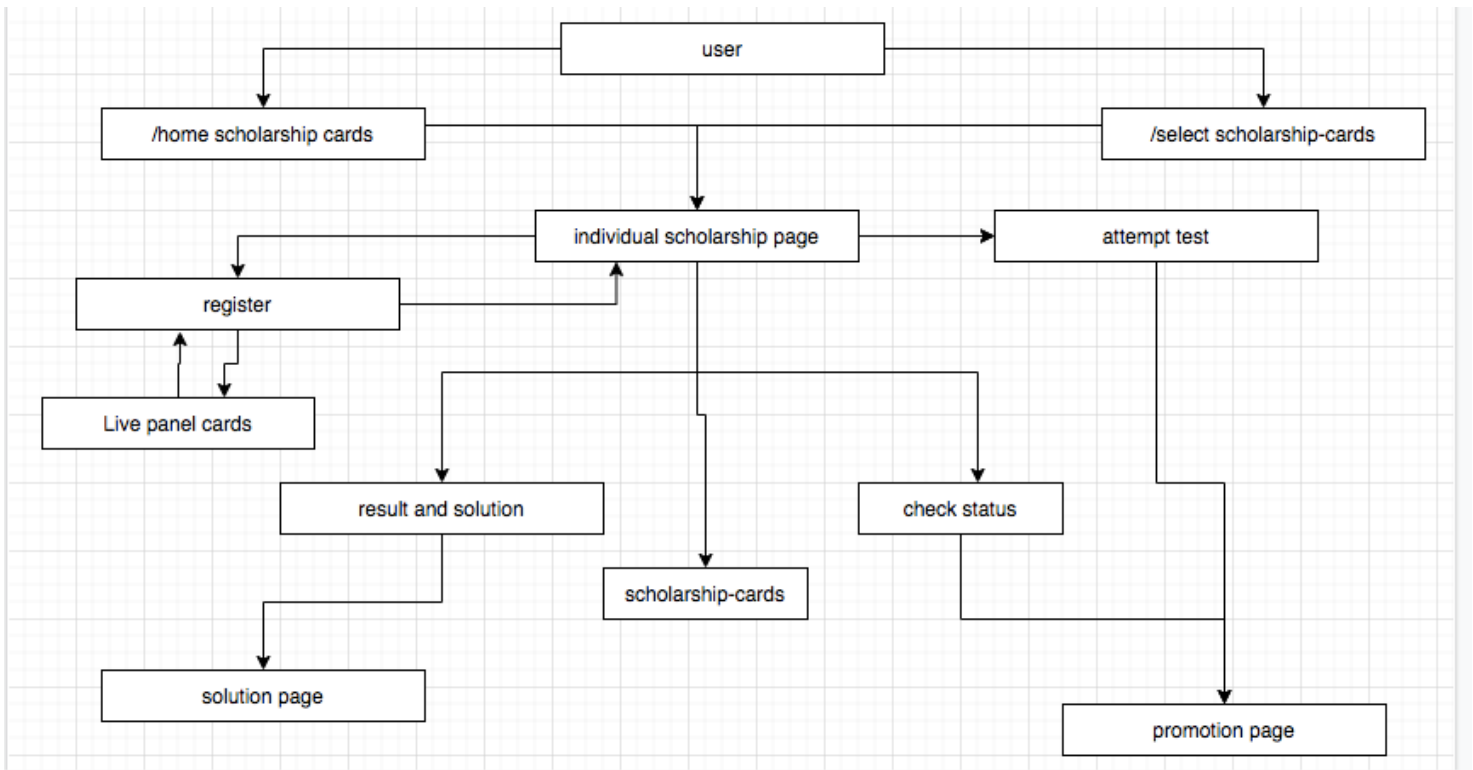 user
/home scholarship cards
/select scholarship-cards
individual scholarship page
attempt test
register
Live panel cards
result and solution
check status
scholarship-cards
solution page
promotion page